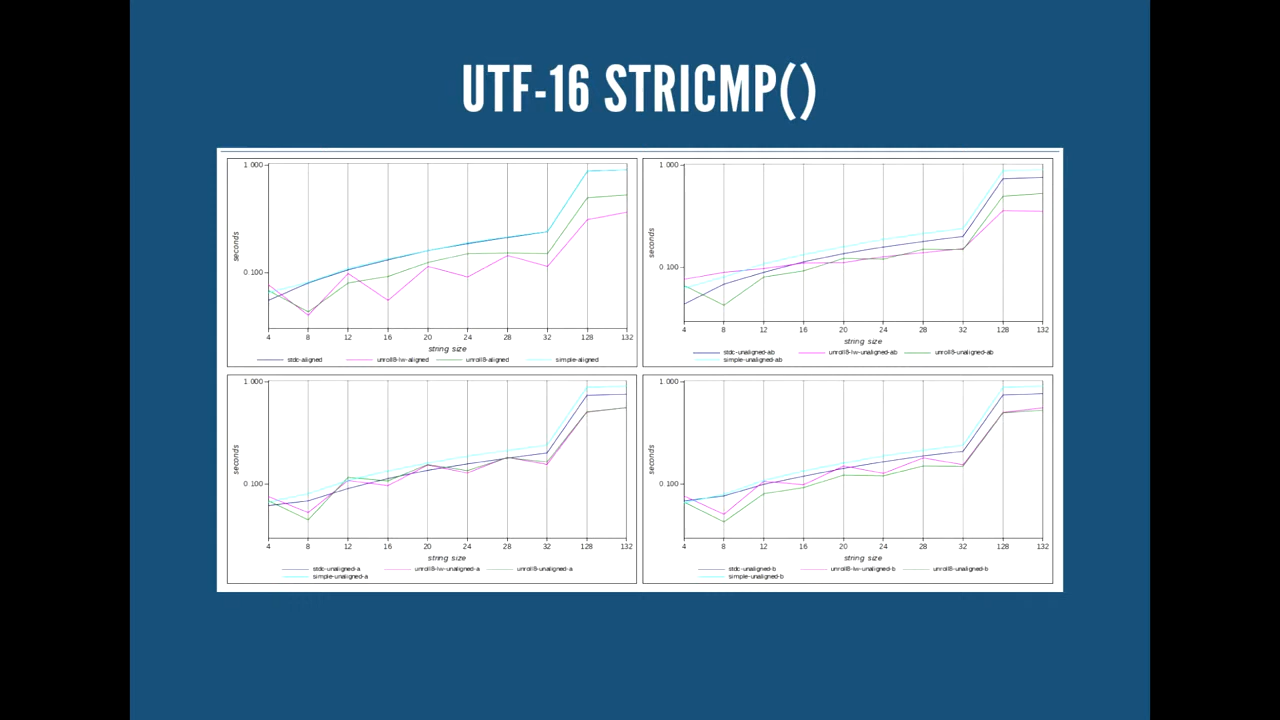 UTF-16 STRICMP()
1 000
seconds
0.100
4 8 12 16 20 24 28 32 128 132
string size
stdc-aligned unroll8-lw-aligned unroll8-aligned simple-aligned
1 000
seconds
0.100
4 8 12 16 20 24 28 32 128 132
string size
stdc-unaligned-ab unroll8-lw-unaligned-ab unroll8-unaligned-ab
simple-unaligned-ab
1.000
seconds
0.100
4 8 12 16 20 24 28 32 128 132
string size
stdc-unaligned-a unroll8-lw-unaligned-a unroll8-unaligned-a
simple-unaligned-a
1.000
seconds
0.100
4 8 12 16 20 24 28 32 128 132
string size
stdc-unaligned-b unroll8-lw-unaligned-b unroll8-unaligned-b
simple-unaligned-b